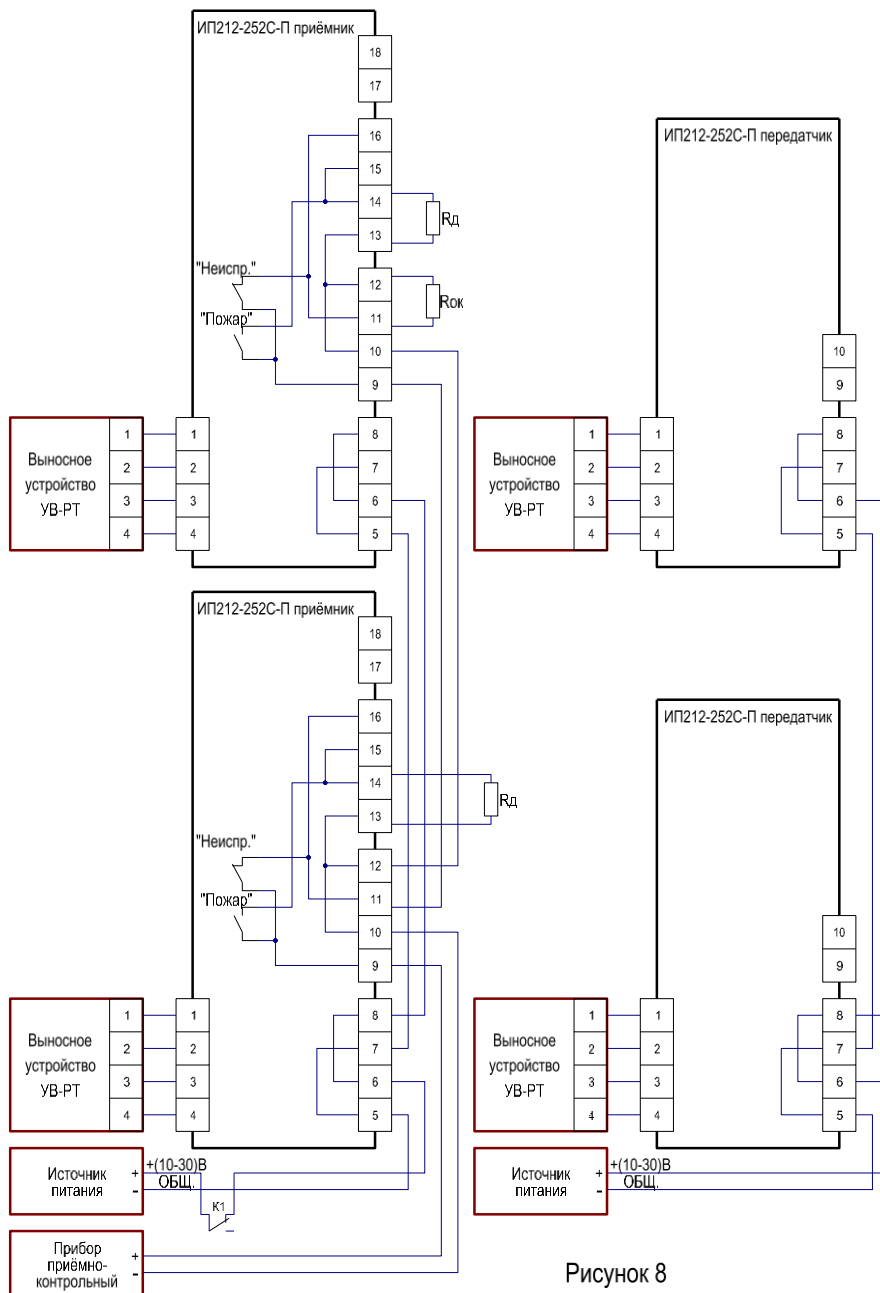 ИП212-252С-П приёмник
18
17
16
15
14
13
Rд
12
11
10
9
Rок
"Неиспр."
"Пожар"
8
7
6
5
Выносное
устройство
УВ-РТ
1
2
3
4
1
2
3
4
ИП212-252С-П передатчик
10
9
8
7
6
5
Выносное
устройство
УВ-РТ
1
2
3
4
1
2
3
4
ИП212-252С-П приёмник
18
17
16
15
14
13
Rд
12
11
10
9
"Неиспр."
"Пожар"
8
7
6
5
Выносное
устройство
УВ-РТ
1
2
3
4
1
2
3
4
ИП212-252С-П передатчик
10
9
8
7
6
5
Выносное
устройство
УВ-РТ
1
2
3
4
1
2
3
4
Источник
питания
+
-
+(10-30)В
ОБЩ.
К1
Источник
питания
+
-
+(10-30)В
ОБЩ.
Прибор
приёмно-
контрольный
+
-
Рисунок 8